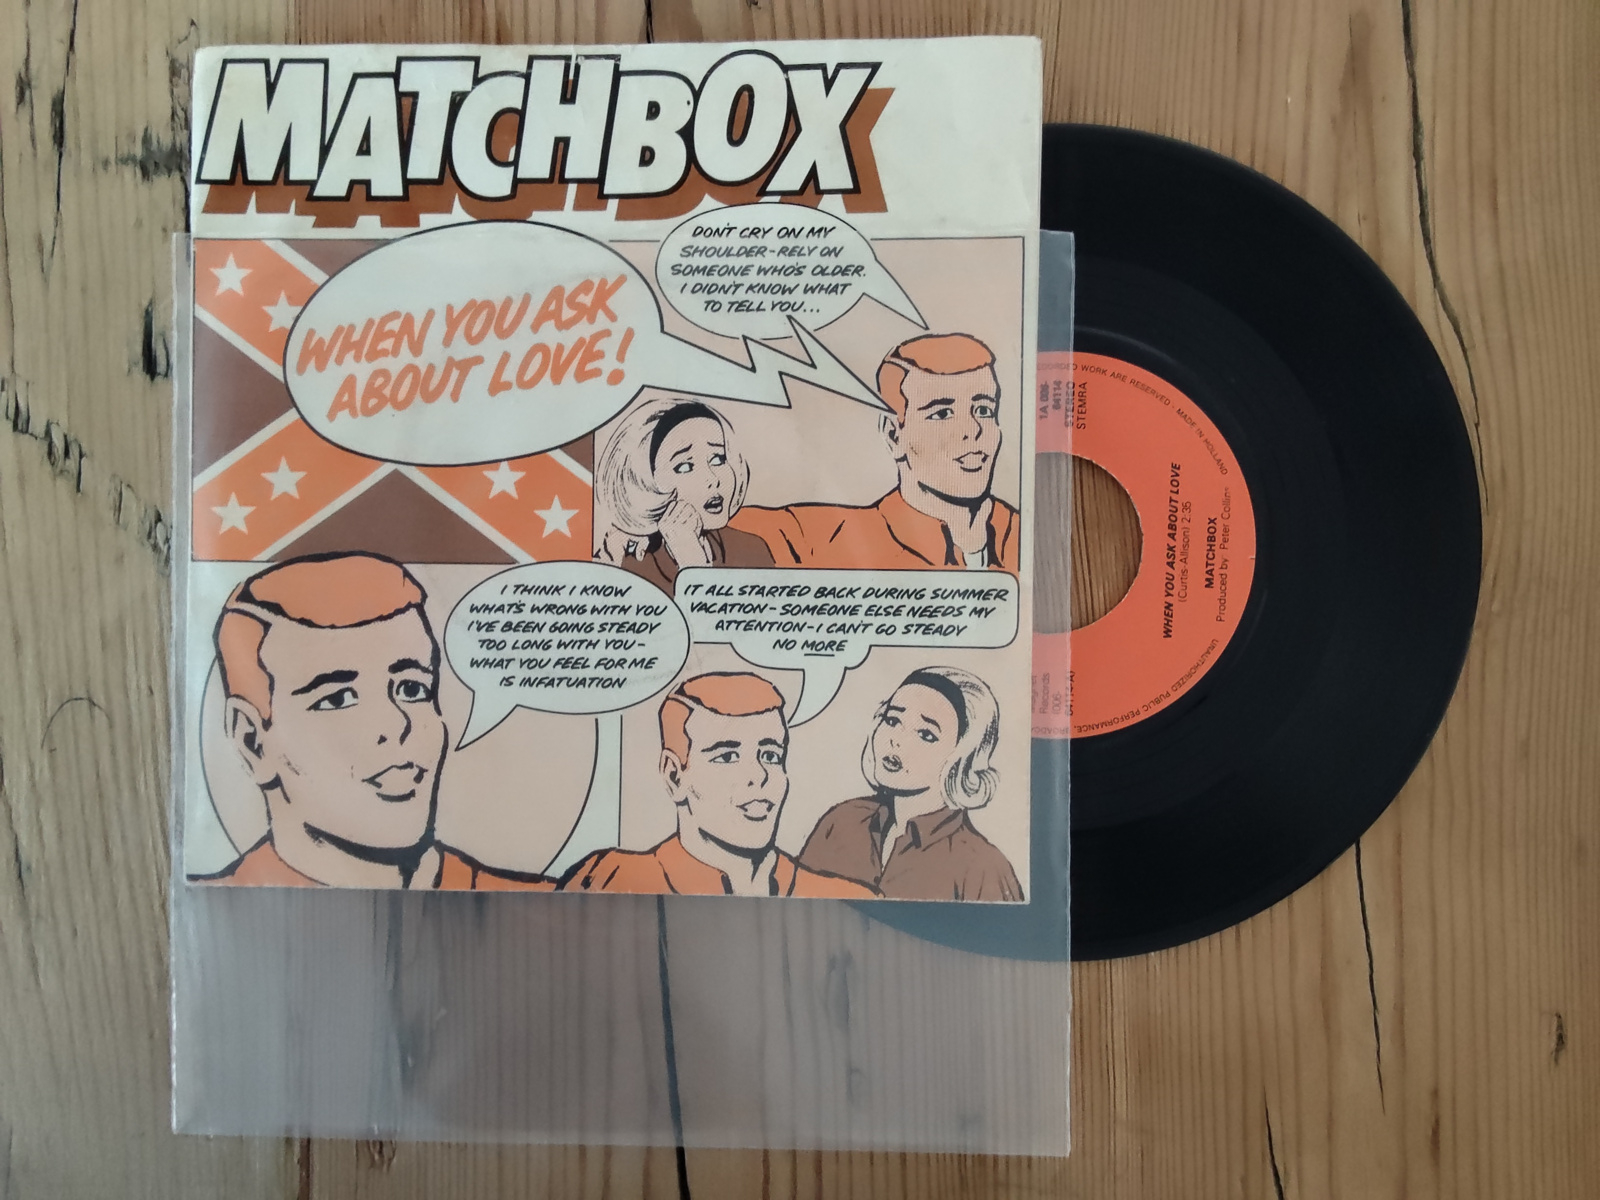 MATCHBOX
WHEN YOU ASK
ABOUT LOVE!
DON'T CRY ON MY
SHOULDER-RELY ON
SOMEONE WHO'S OLDER.
I DIDN'T KNOW WHAT
TO TELL YOU...
I THINK I KNOW
WHAT'S WRONG WITH YOU
I'VE BEEN GOING STEADY
TOO LONG WITH YOU-
WHAT YOU FEEL FOR ME
IS INFATUATION
IT ALL STARTED BACK DURING SUMMER
VACATION-SOMEONE ELSE NEEDS MY
ATTENTION-I CAN'T GO STEADY
NO MORE
WORK ARE RESERVED - MADE IN HOLLAND
1A 006-
64114
STEREO
STEMRA
WHEN YOU ASK ABOUT LOVE
(Curtis-Allison) 2:35
MATCHBOX
Produced by Peter Collins
Records
(006-
UNAUTHORIZED PUBLIC PERFORMANCE,